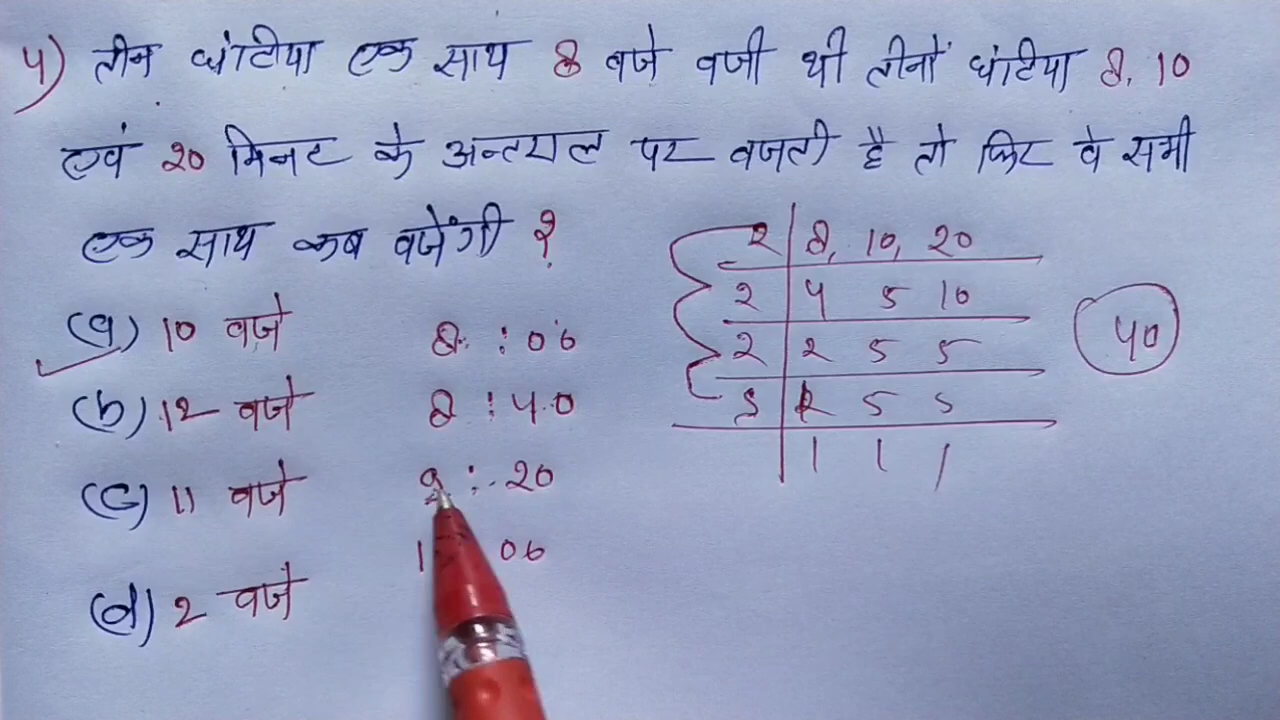 4) तीन घंटिया एक साथ 8 बजे बजी थी तीनों घंटिया 8, 10
एवं 20 मिनट के अन्तराल पर बजती है तो फिर वे सभी
एक साथ कब बजेंगी ?
(a) 10 बजे
(b) 12 बजे
(c) 11 बजे
(d) 2 बजे
8 : 00
8 : 40
9 : 20
00
2 | 8, 10, 20
2 | 4 5 10
2 | 2 5 5
5 | 1 5 5
1 1 1
40